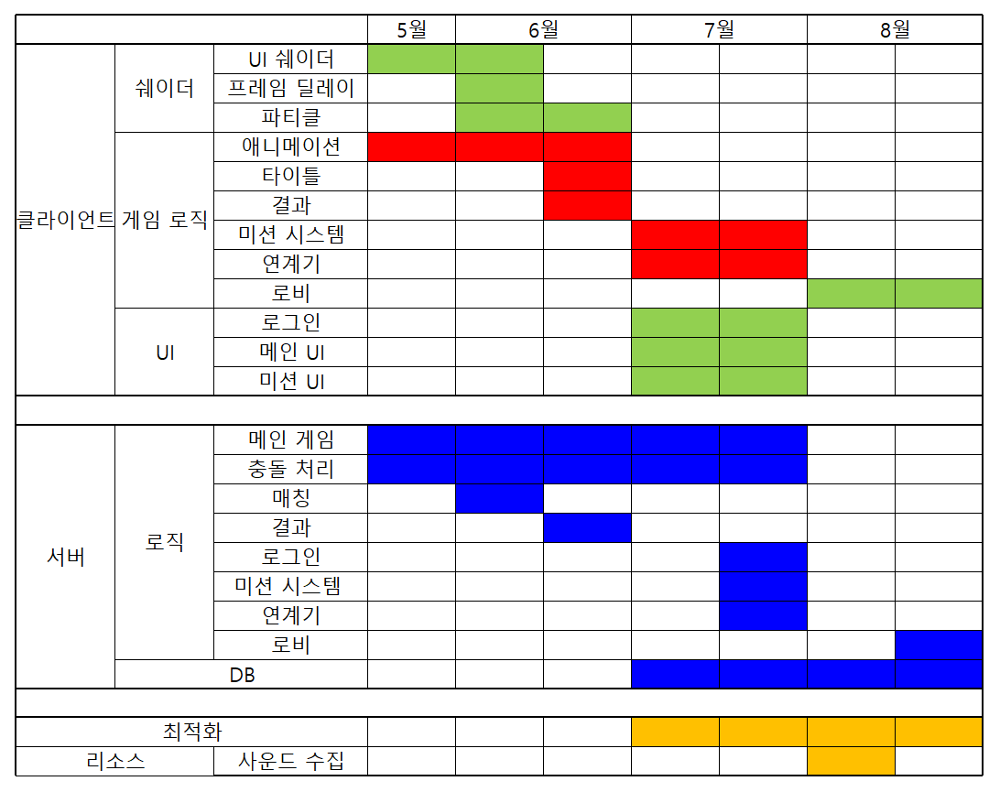 5월 6월 7월 8월
클라이언트 쉐이더 UI 쉐이더
프레임 딜레이
파티클
게임 로직 애니메이션
타이틀
결과
미션 시스템
연계기
로비
UI 로그인
메인 UI
미션 UI
서버 로직 메인 게임
충돌 처리
매칭
결과
로그인
미션 시스템
연계기
로비
DB
최적화
리소스 사운드 수집